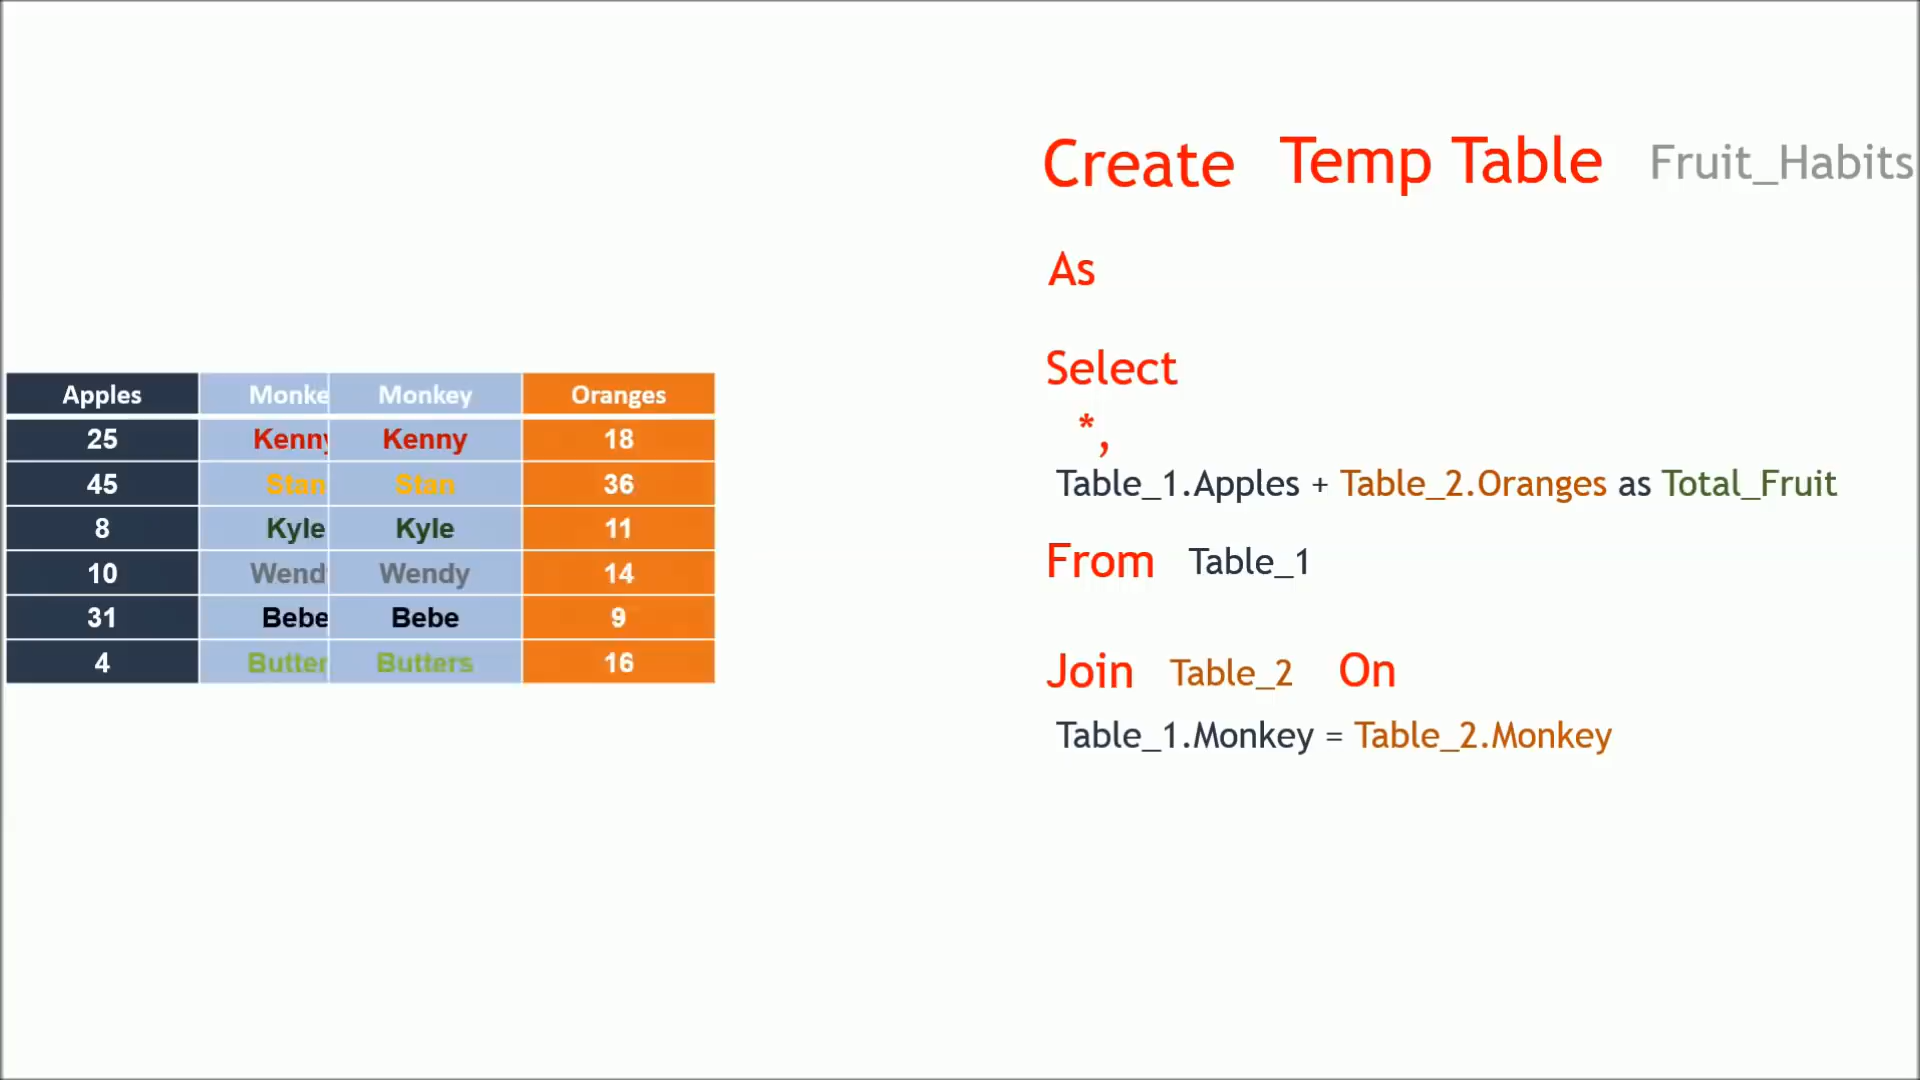 Apples Monke Monkey Oranges
25 Kenny Kenny 18
45 Stan Stan 36
8 Kyle Kyle 11
10 Wend Wendy 14
31 Bebe Bebe 9
4 Butter Butters 16
Create Temp Table Fruit_Habits
As
Select
*,
Table_1.Apples + Table_2.Oranges as Total_Fruit
From Table_1
Join Table_2 On
Table_1.Monkey = Table_2.Monkey